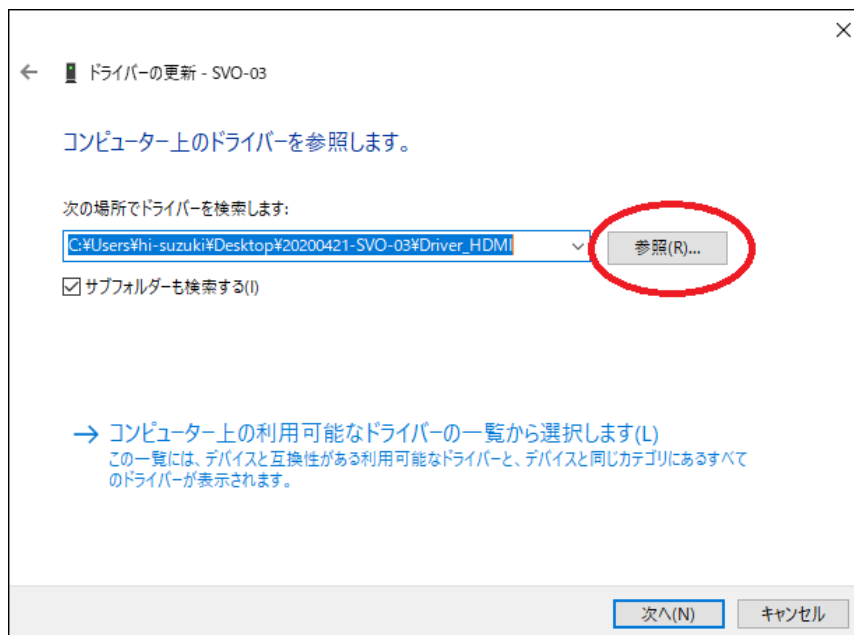 ドライバーの更新 - SVO-03
コンピューター上のドライバーを参照します。
次の場所でドライバーを検索します:
C:¥Users¥hi-suzuki¥Desktop¥20200421-SVO-03¥Driver_HDMI
参照(R)...
サブフォルダーも検索する(I)
→ コンピューター上の利用可能なドライバーの一覧から選択します(L)
この一覧には、デバイスと互換性がある利用可能なドライバーと、デバイスと同じカテゴリにあるすべて
のドライバーが表示されます。
次へ(N)
キャンセル